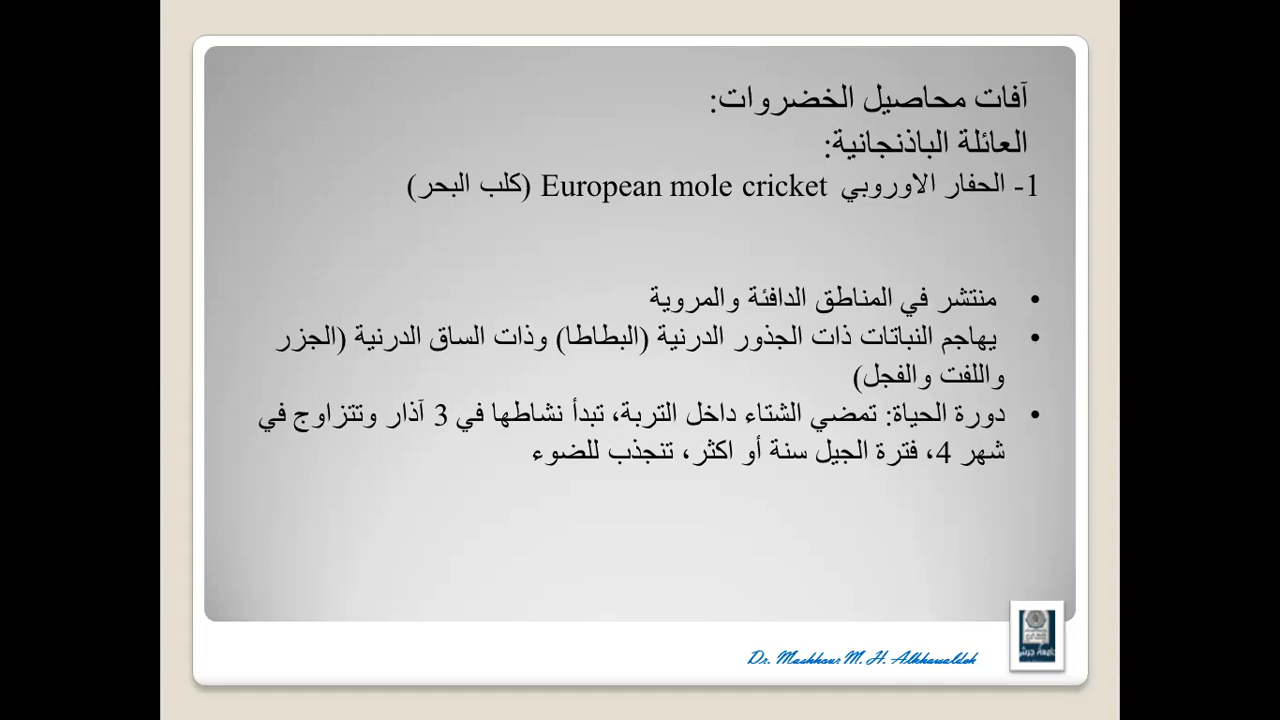 آفات محاصيل الخضروات:
العائلة الباذنجانية:
1- الحفار الاوروبي European mole cricket (كلب البحر)
• منتشر في المناطق الدافئة والمروية
• يهاجم النباتات ذات الجذور الدرنية (البطاطا) وذات الساق الدرنية (الجزر
واللفت والفجل)
• دورة الحياة: تمضي الشتاء داخل التربة، تبدأ نشاطها في 3 آذار وتتزاوج في
شهر 4، فترة الجيل سنة أو اكثر، تنجذب للضوء
Dr. Mashhour M. H. Alkhawaldeh